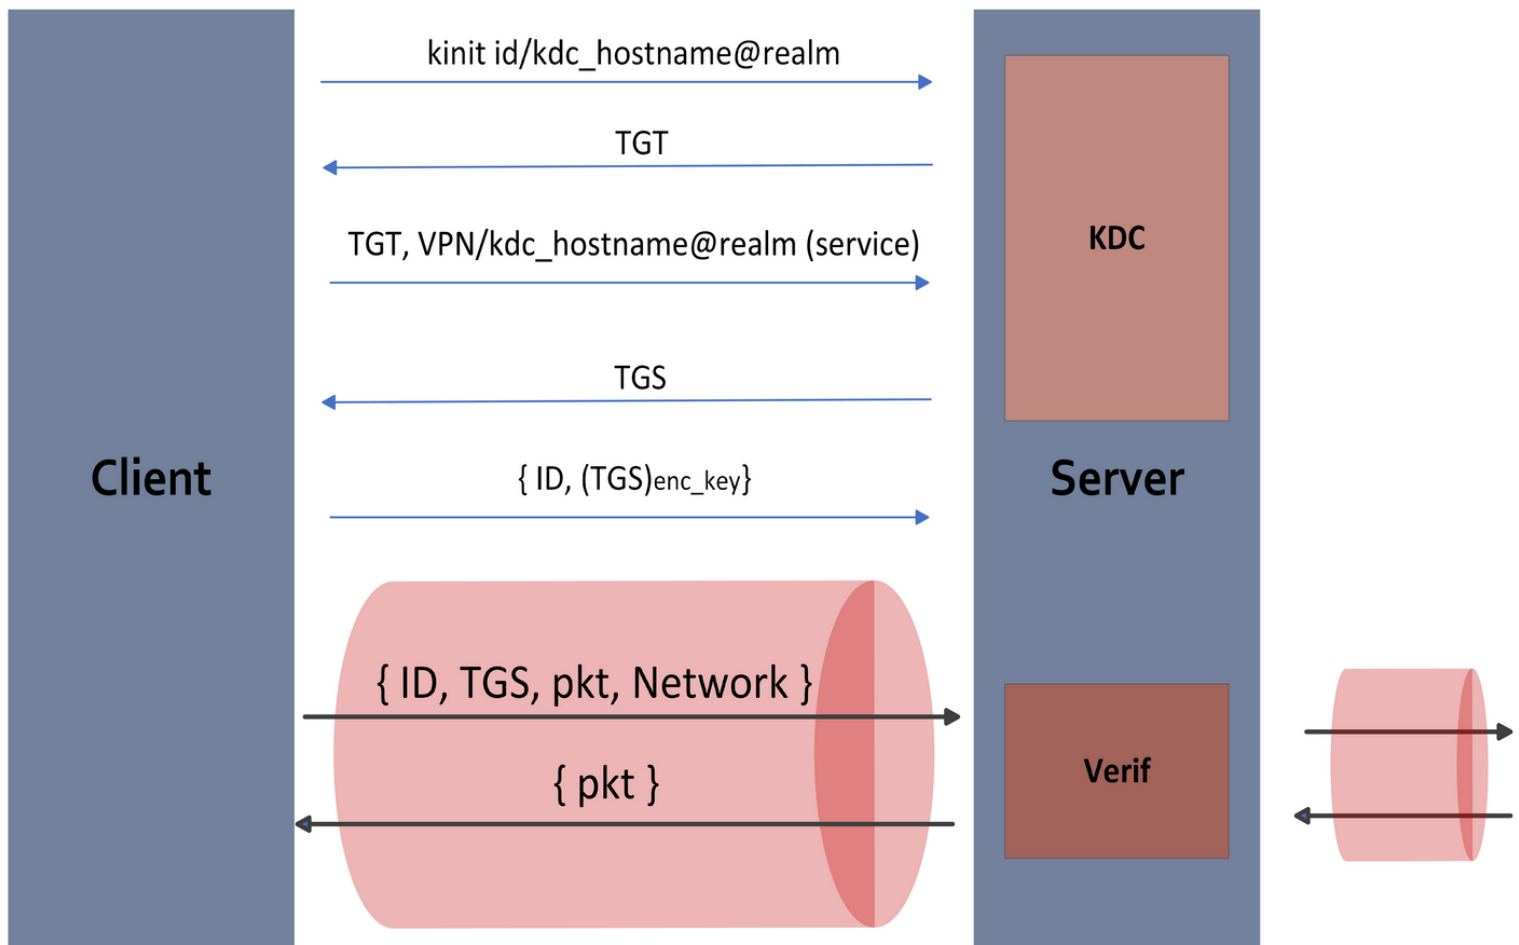 kinit id/kdc_hostname@realm
TGT
TGT, VPN/kdc_hostname@realm (service)
KDC
TGS
Client
{ ID, (TGS)enc_key}
Server
{ ID, TGS, pkt, Network }
{ pkt }
Verif